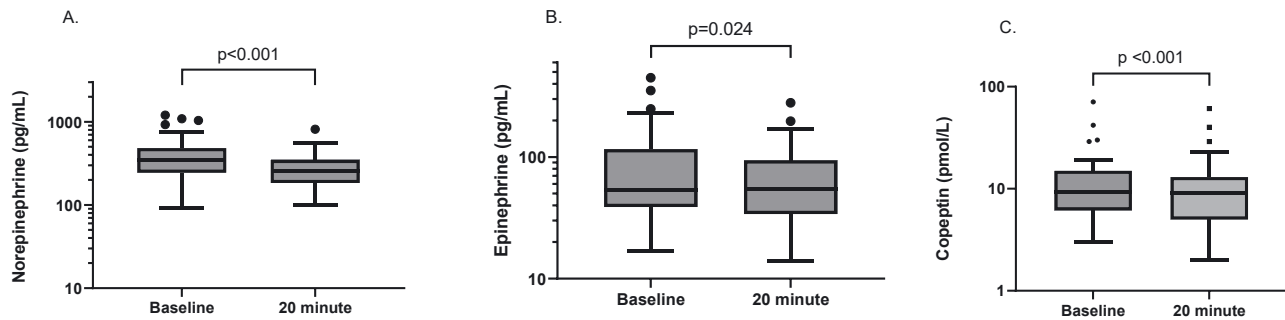 A.
p<0.001
Norepinephrine (pg/mL)
1000
100
10
Baseline
20 minute
B.
p=0.024
Epinephrine (pg/mL)
100
10
Baseline
20 minute
C.
p <0.001
Copeptin (pmol/L)
100
10
1
Baseline
20 minute